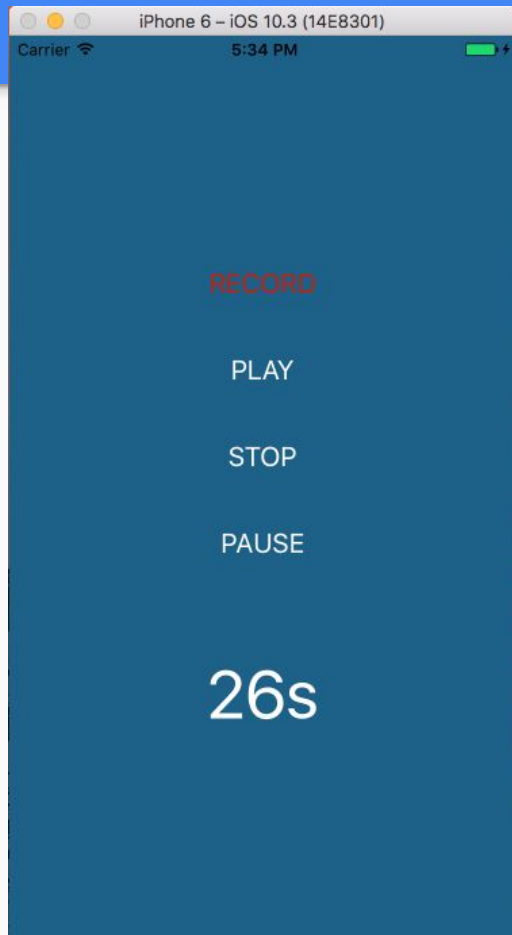 iPhone 6 – iOS 10.3 (14E8301)
Carrier 5:34 PM
RECORD
PLAY
STOP
PAUSE
26s